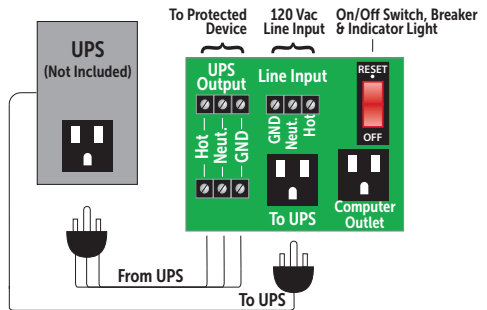 To Protected
Device
120 Vac
Line Input
On/Off Switch, Breaker
& Indicator Light
UPS
(Not Included)
UPS
Output
Line Input
RESET
OFF
Hot
Neut.
GND
GND
Neut.
Hot
To UPS
Computer
Outlet
From UPS
To UPS